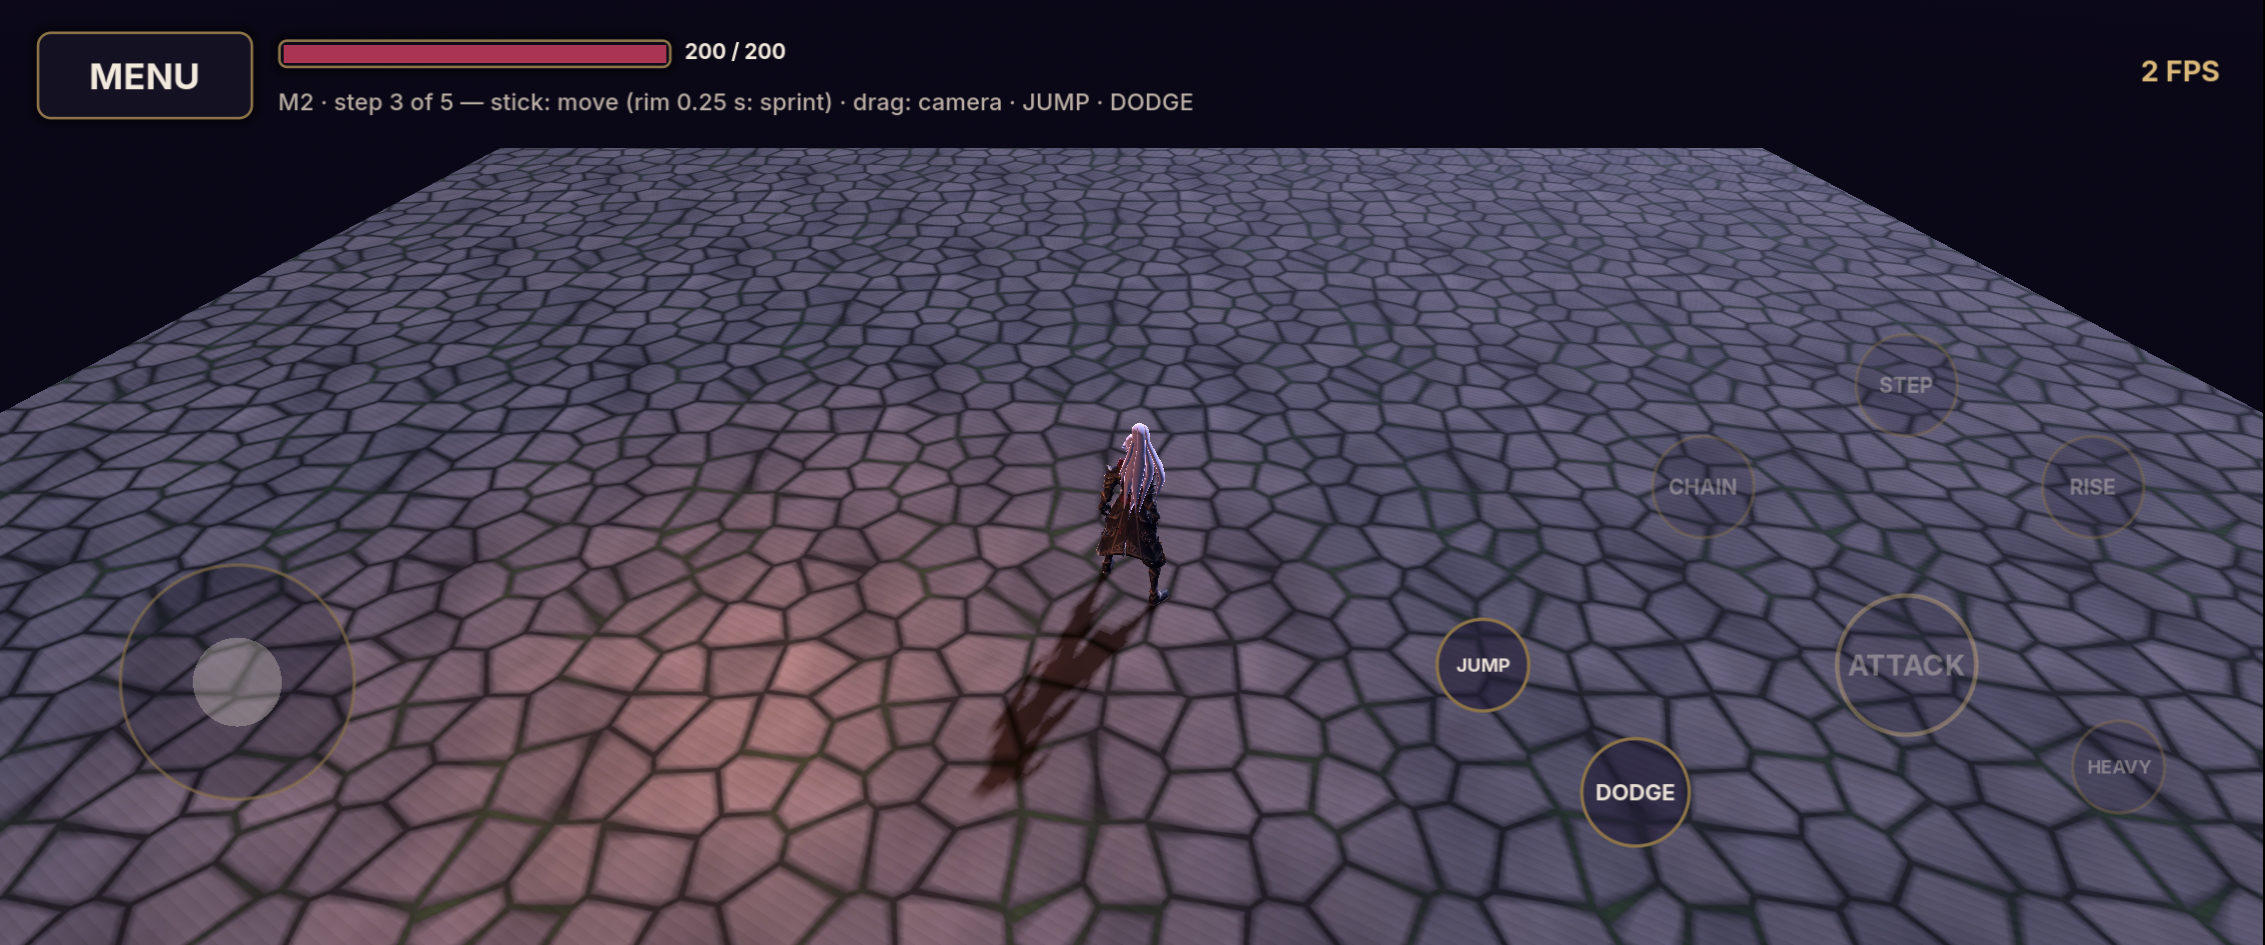 MENU
200 / 200
2 FPS
M2 · step 3 of 5 — stick: move (rim 0.25 s: sprint) · drag: camera · JUMP · DODGE
STEP
CHAIN
RISE
JUMP
ATTACK
HEAVY
DODGE